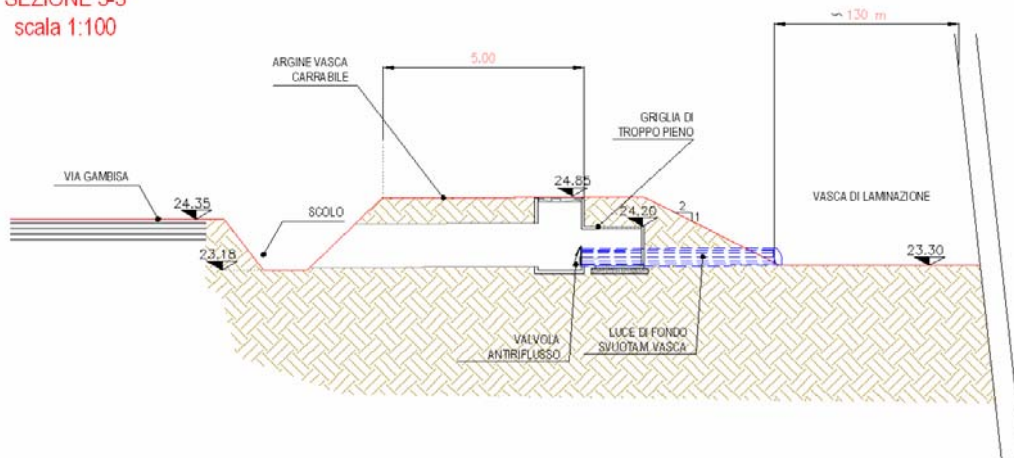 scala 1:100
∼ 130 m
5.00
ARGINE VASCA
CARRABILE
GRIGLIA DI
TROPPO PIENO
VIA GAMBISA
24.35
24.85
2
1
VASCA DI LAMINAZIONE
SCOLO
24.20
23.18
23.30
VALVOLA
ANTIRIFLUSSO
LUCE DI FONDO
SVUOTAM. VASCA